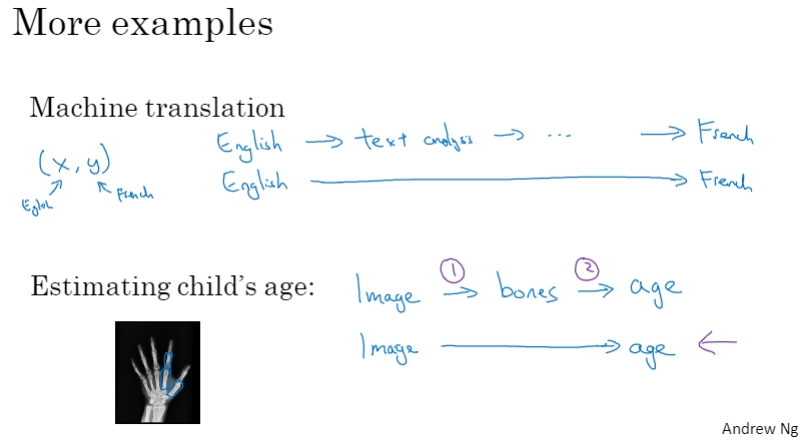 More examples
Machine translation
English → text analysis → ... → French
(x, y)
English → French
Eglsh French
Estimating child's age:
Image ① → bones ② → age
Image → age ←
Andrew Ng